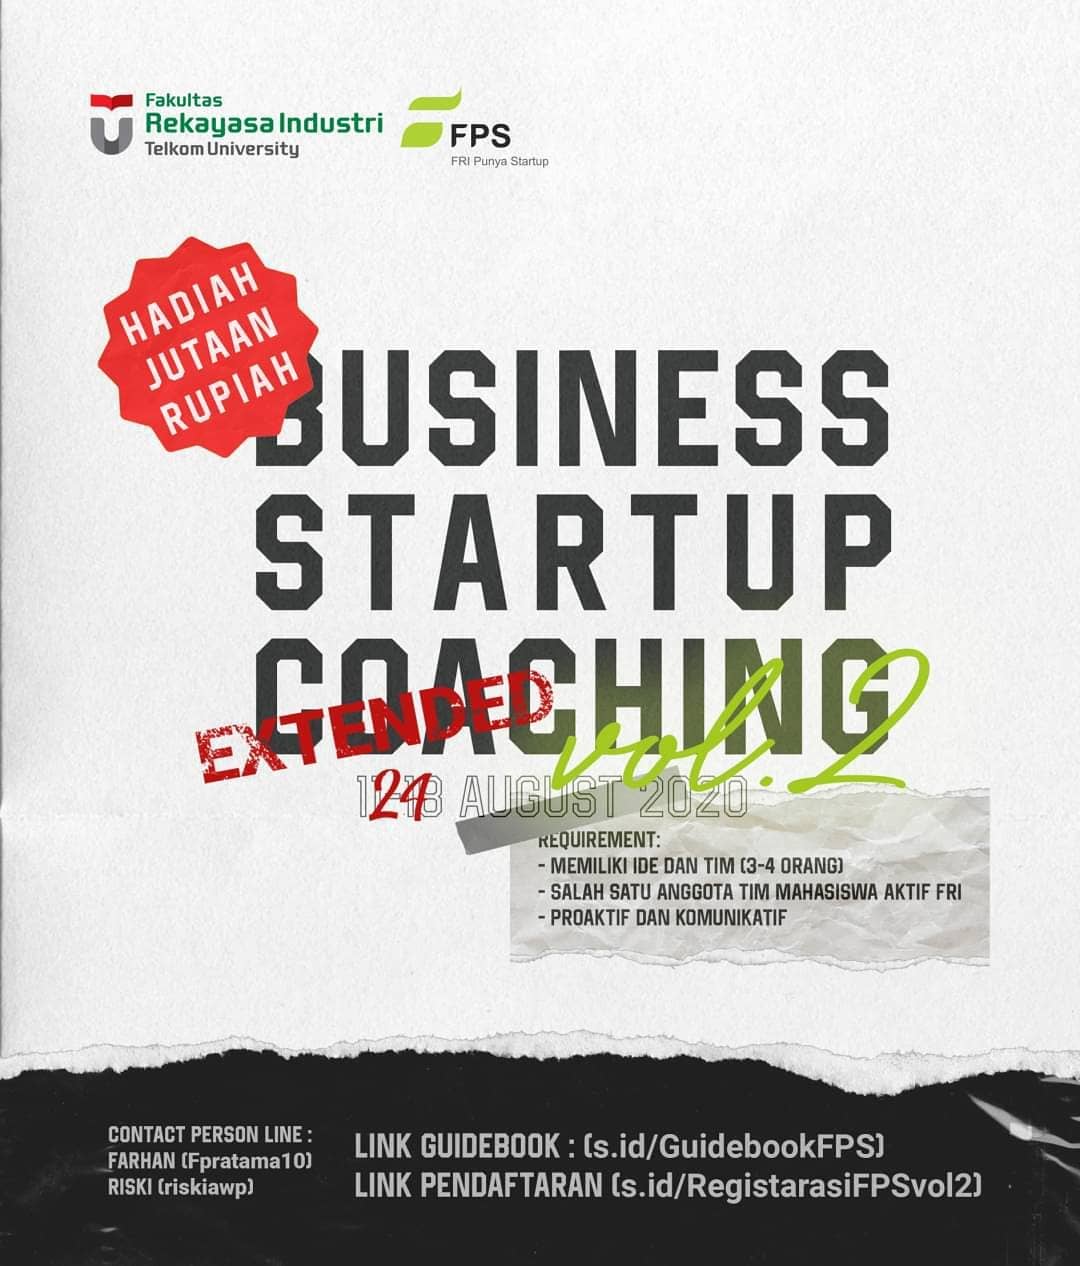 Fakultas
Rekayasa Industri
Telkom University
FPS
FRI Punya Startup
HADIAH
JUTAAN
RUPIAH
BUSINESS
STARTUP
COACHING
EXTENDED
vol.2
24
11-18 AUGUST 2020
REQUIREMENT:
- MEMILIKI IDE DAN TIM (3-4 ORANG)
- SALAH SATU ANGGOTA TIM MAHASISWA AKTIF FRI
- PROAKTIF DAN KOMUNIKATIF
CONTACT PERSON LINE :
FARHAN (Fpratama10)
RISKI (riskiawp)
LINK GUIDEBOOK : (s.id/GuidebookFPS)
LINK PENDAFTARAN (s.id/RegistarasiFPSvol2)